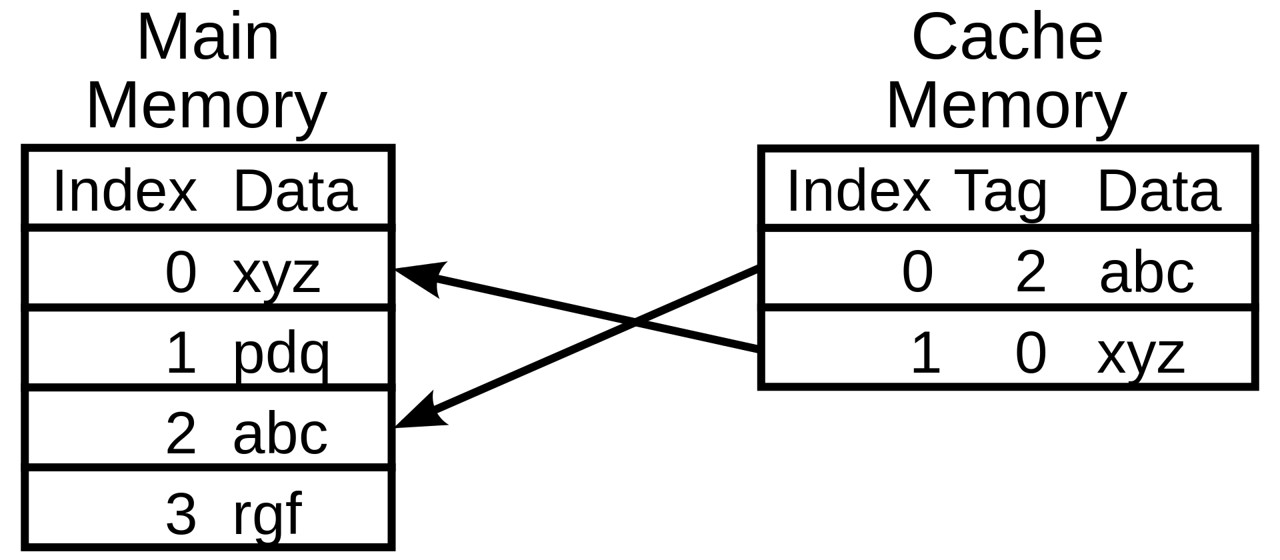 Main
Memory
Index Data
0 xyz
1 pdq
2 abc
3 rgf
Cache
Memory
Index Tag Data
0 2 abc
1 0 xyz